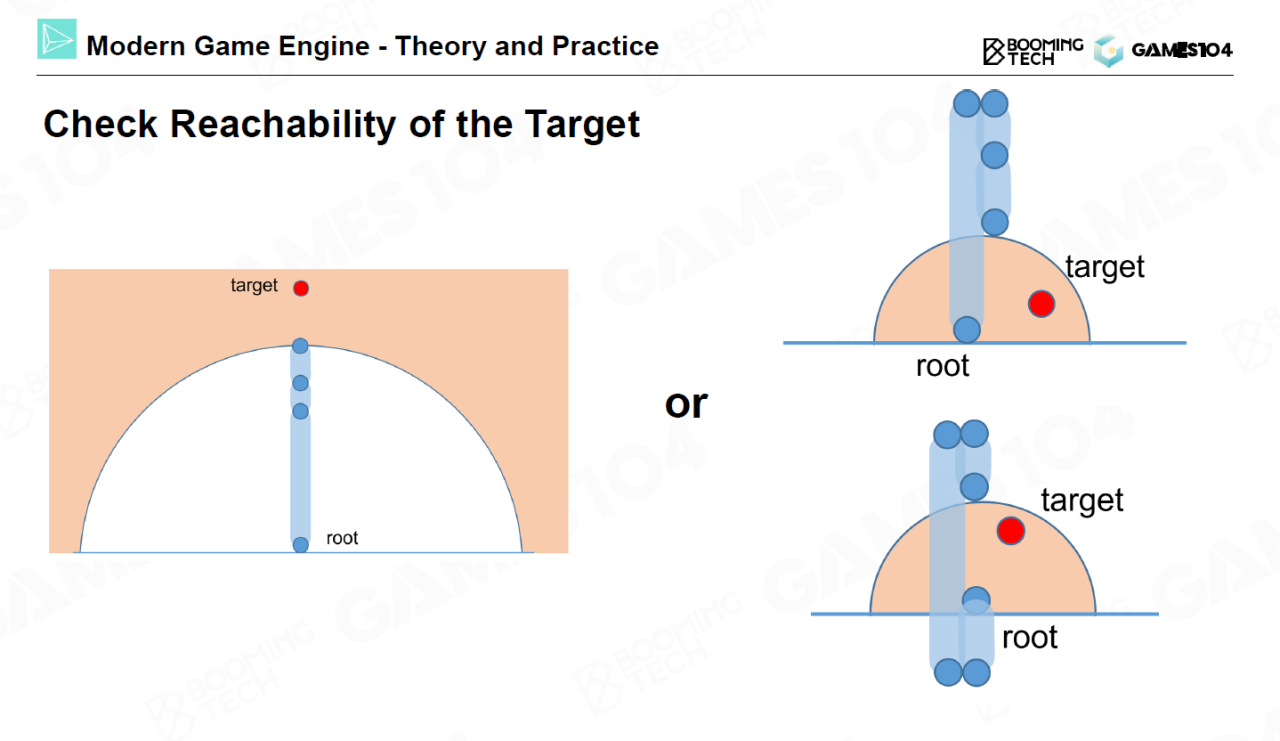 Modern Game Engine - Theory and Practice
BOOMING
TECH
GAMES104
Check Reachability of the Target
target
root
or
target
root
target
root